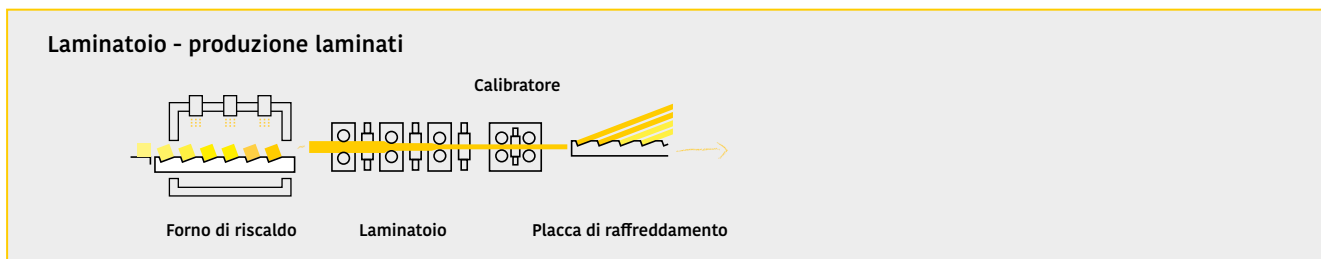 Laminatoio - produzione laminati
Calibratore
Forno di riscaldo
Laminatoio
Placca di raffreddamento